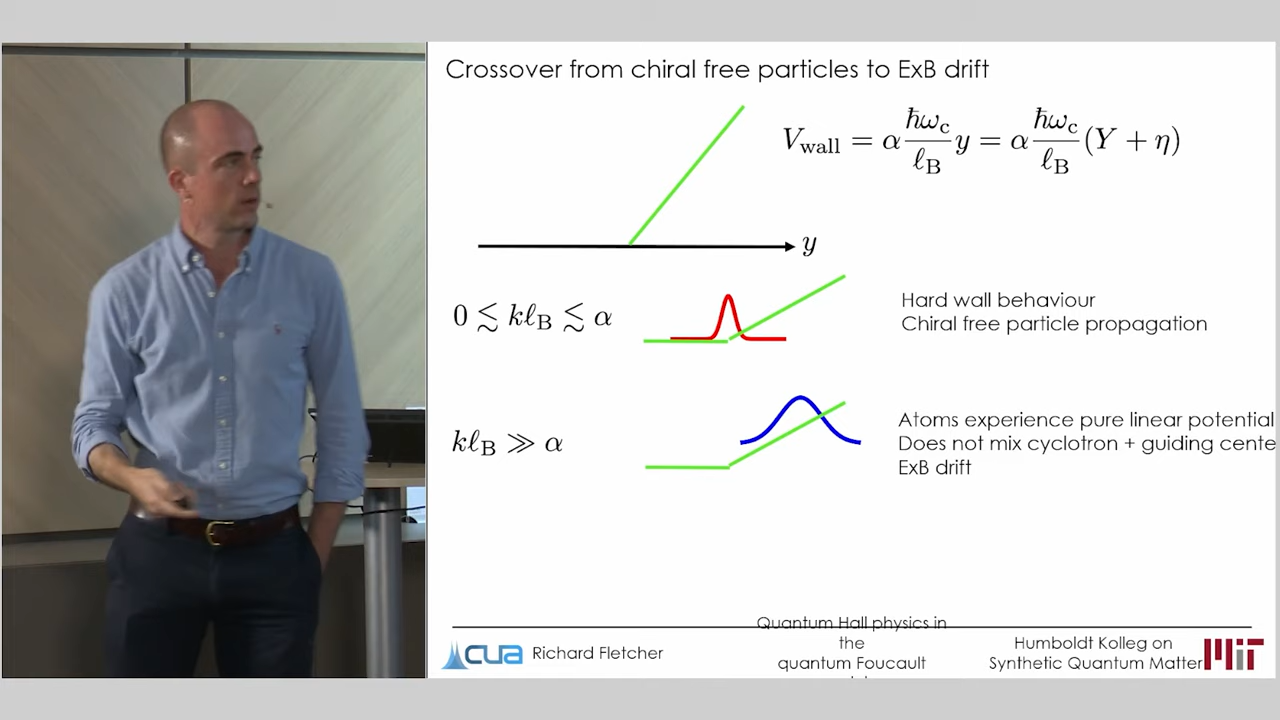 Crossover from chiral free particles to ExB drift
V_wall = α ħω_c/ℓ_B y = α ħω_c/ℓ_B (Y + η)
y
0 ≲ kℓ_B ≲ α
Hard wall behaviour
Chiral free particle propagation
kℓ_B ≫ α
Atoms experience pure linear potential
Does not mix cyclotron + guiding cente
ExB drift
Quantum Hall physics in
the
quantum Foucault
CUA
Richard Fletcher
Humboldt Kolleg on
Synthetic Quantum Matter
MIT